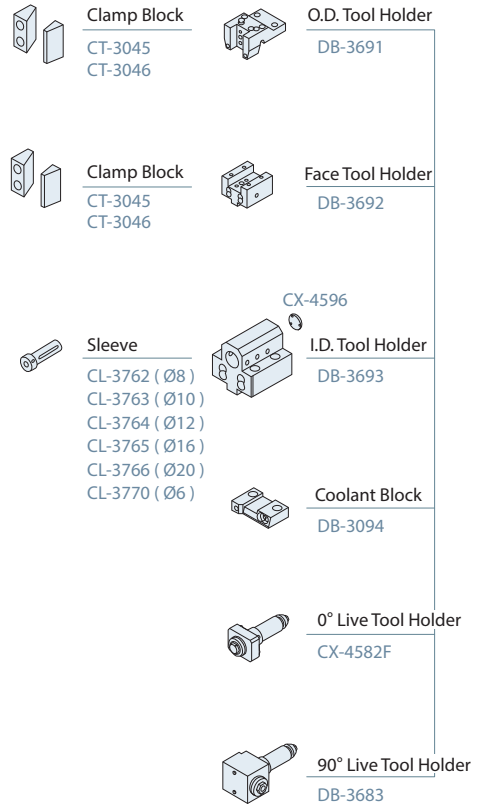 Clamp Block
CT-3045
CT-3046
O.D. Tool Holder
DB-3691
Clamp Block
CT-3045
CT-3046
Face Tool Holder
DB-3692
CX-4596
Sleeve
CL-3762 ( Ø8 )
CL-3763 ( Ø10 )
CL-3764 ( Ø12 )
CL-3765 ( Ø16 )
CL-3766 ( Ø20 )
CL-3770 ( Ø6 )
I.D. Tool Holder
DB-3693
Coolant Block
DB-3094
0° Live Tool Holder
CX-4582F
90° Live Tool Holder
DB-3683